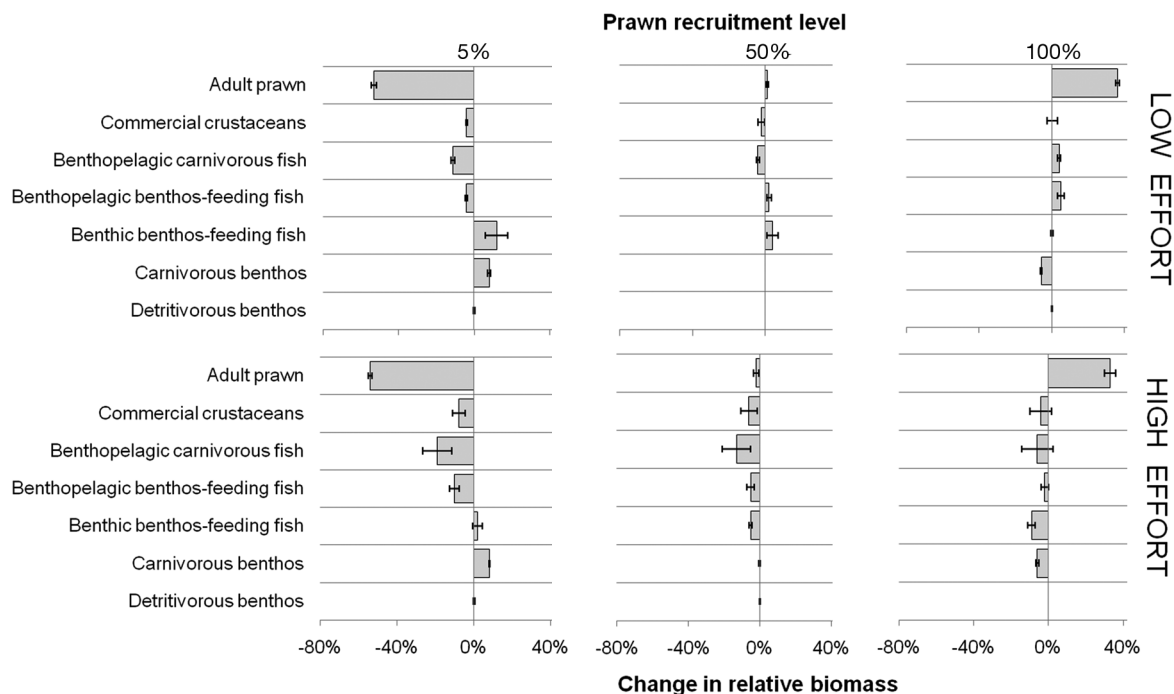 Prawn recruitment level
5% 50% 100%
Adult prawn
Commercial crustaceans
Benthopelagic carnivorous fish
Benthopelagic benthos-feeding fish
Benthic benthos-feeding fish
Carnivorous benthos
Detritivorous benthos
LOW EFFORT
Adult prawn
Commercial crustaceans
Benthopelagic carnivorous fish
Benthopelagic benthos-feeding fish
Benthic benthos-feeding fish
Carnivorous benthos
Detritivorous benthos
HIGH EFFORT
-80% -40% 0% 40% -80% -40% 0% 40% -80% -40% 0% 40%
Change in relative biomass